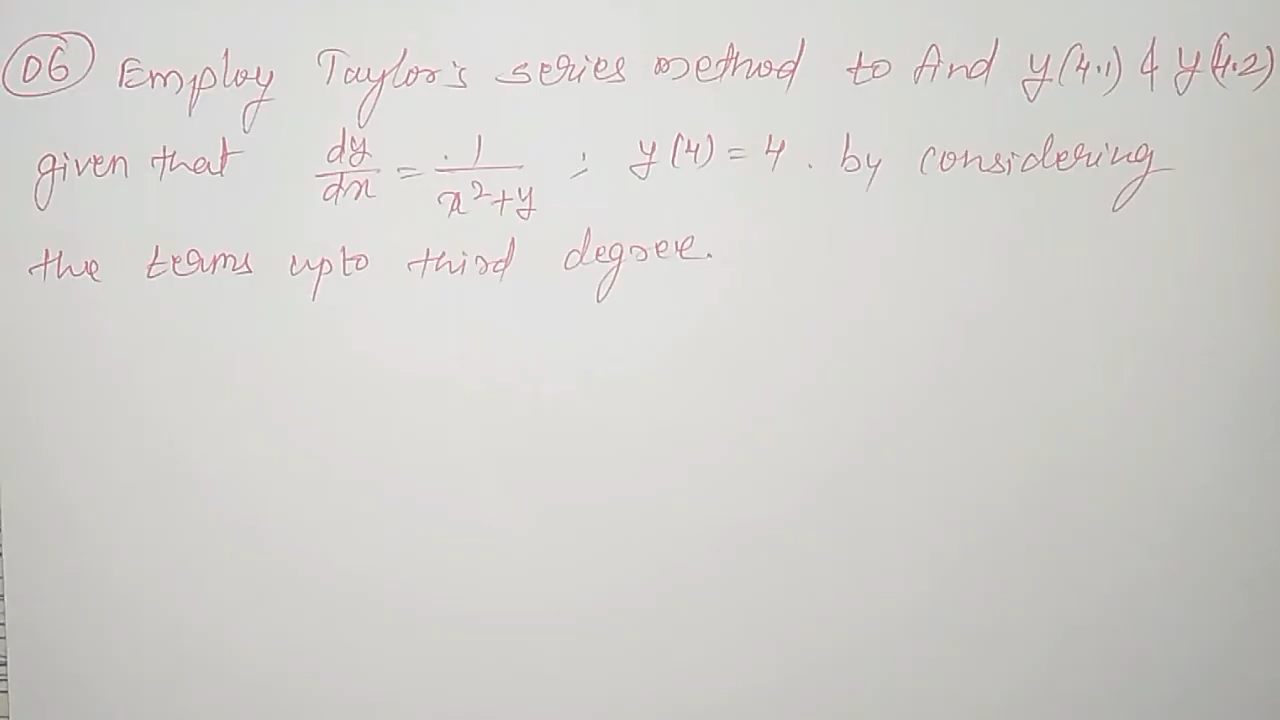 06 Employ Taylor's series method to find y(4.1) & y(4.2)
given that dy/dx = 1/(x²+y) ; y(4) = 4 . by considering
the terms upto third degree.